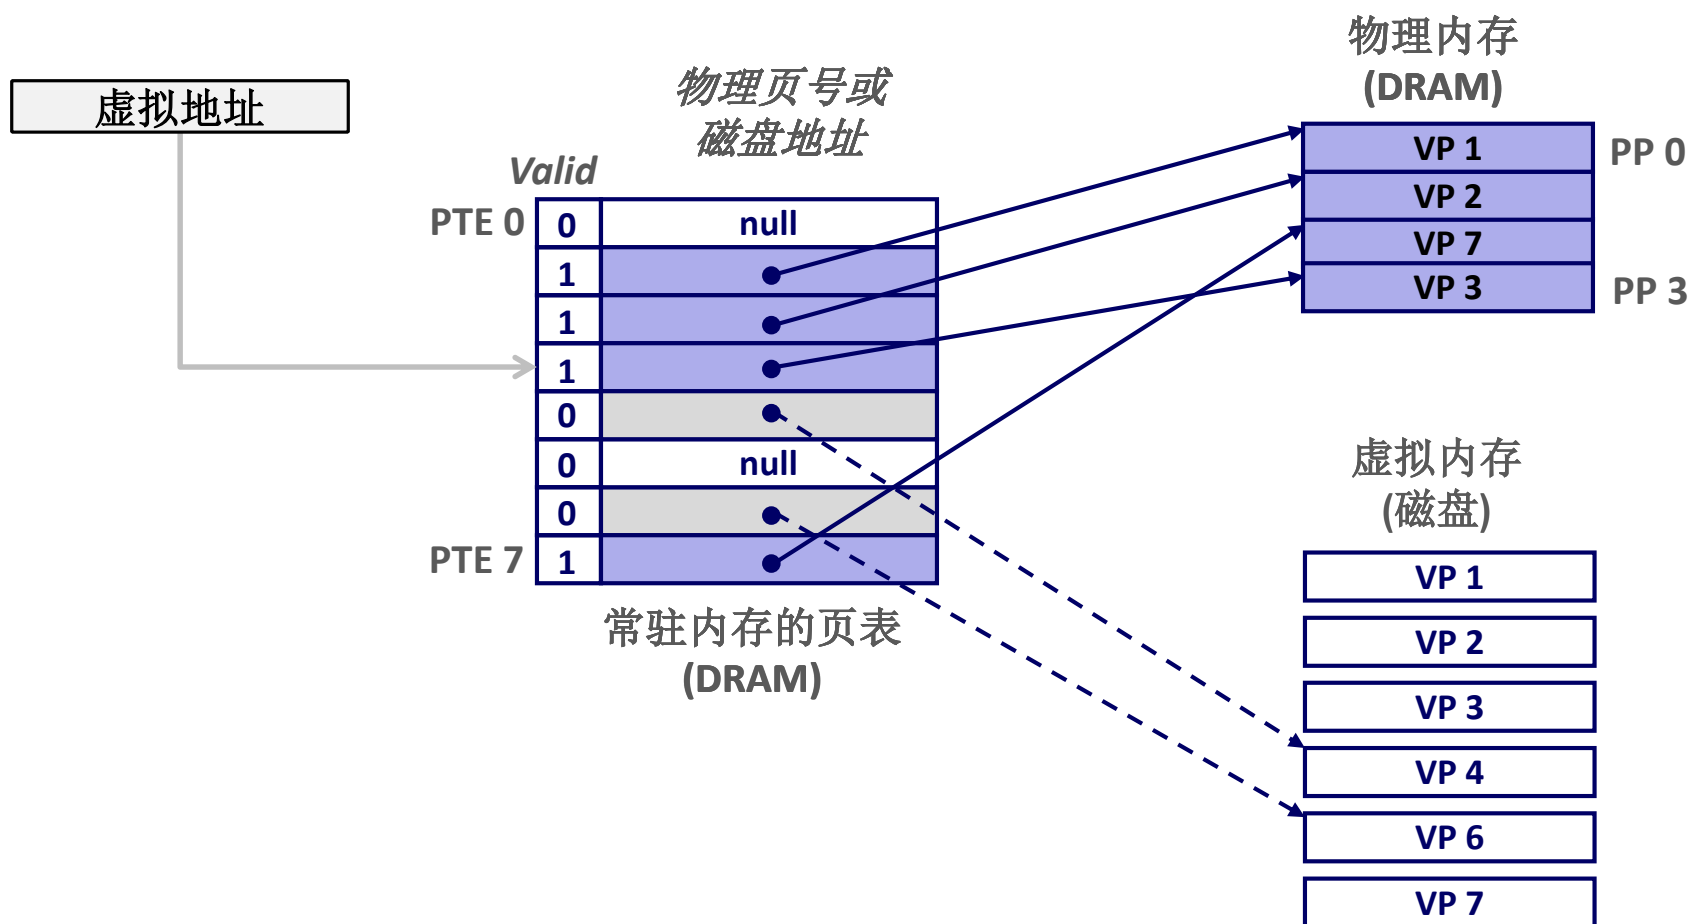 虚拟地址
物理页号或
磁盘地址
Valid
PTE 0
0
null
1
1
1
0
0
null
0
PTE 7
1
常驻内存的页表
(DRAM)
物理内存
(DRAM)
VP 1
PP 0
VP 2
VP 7
VP 3
PP 3
虚拟内存
(磁盘)
VP 1
VP 2
VP 3
VP 4
VP 6
VP 7